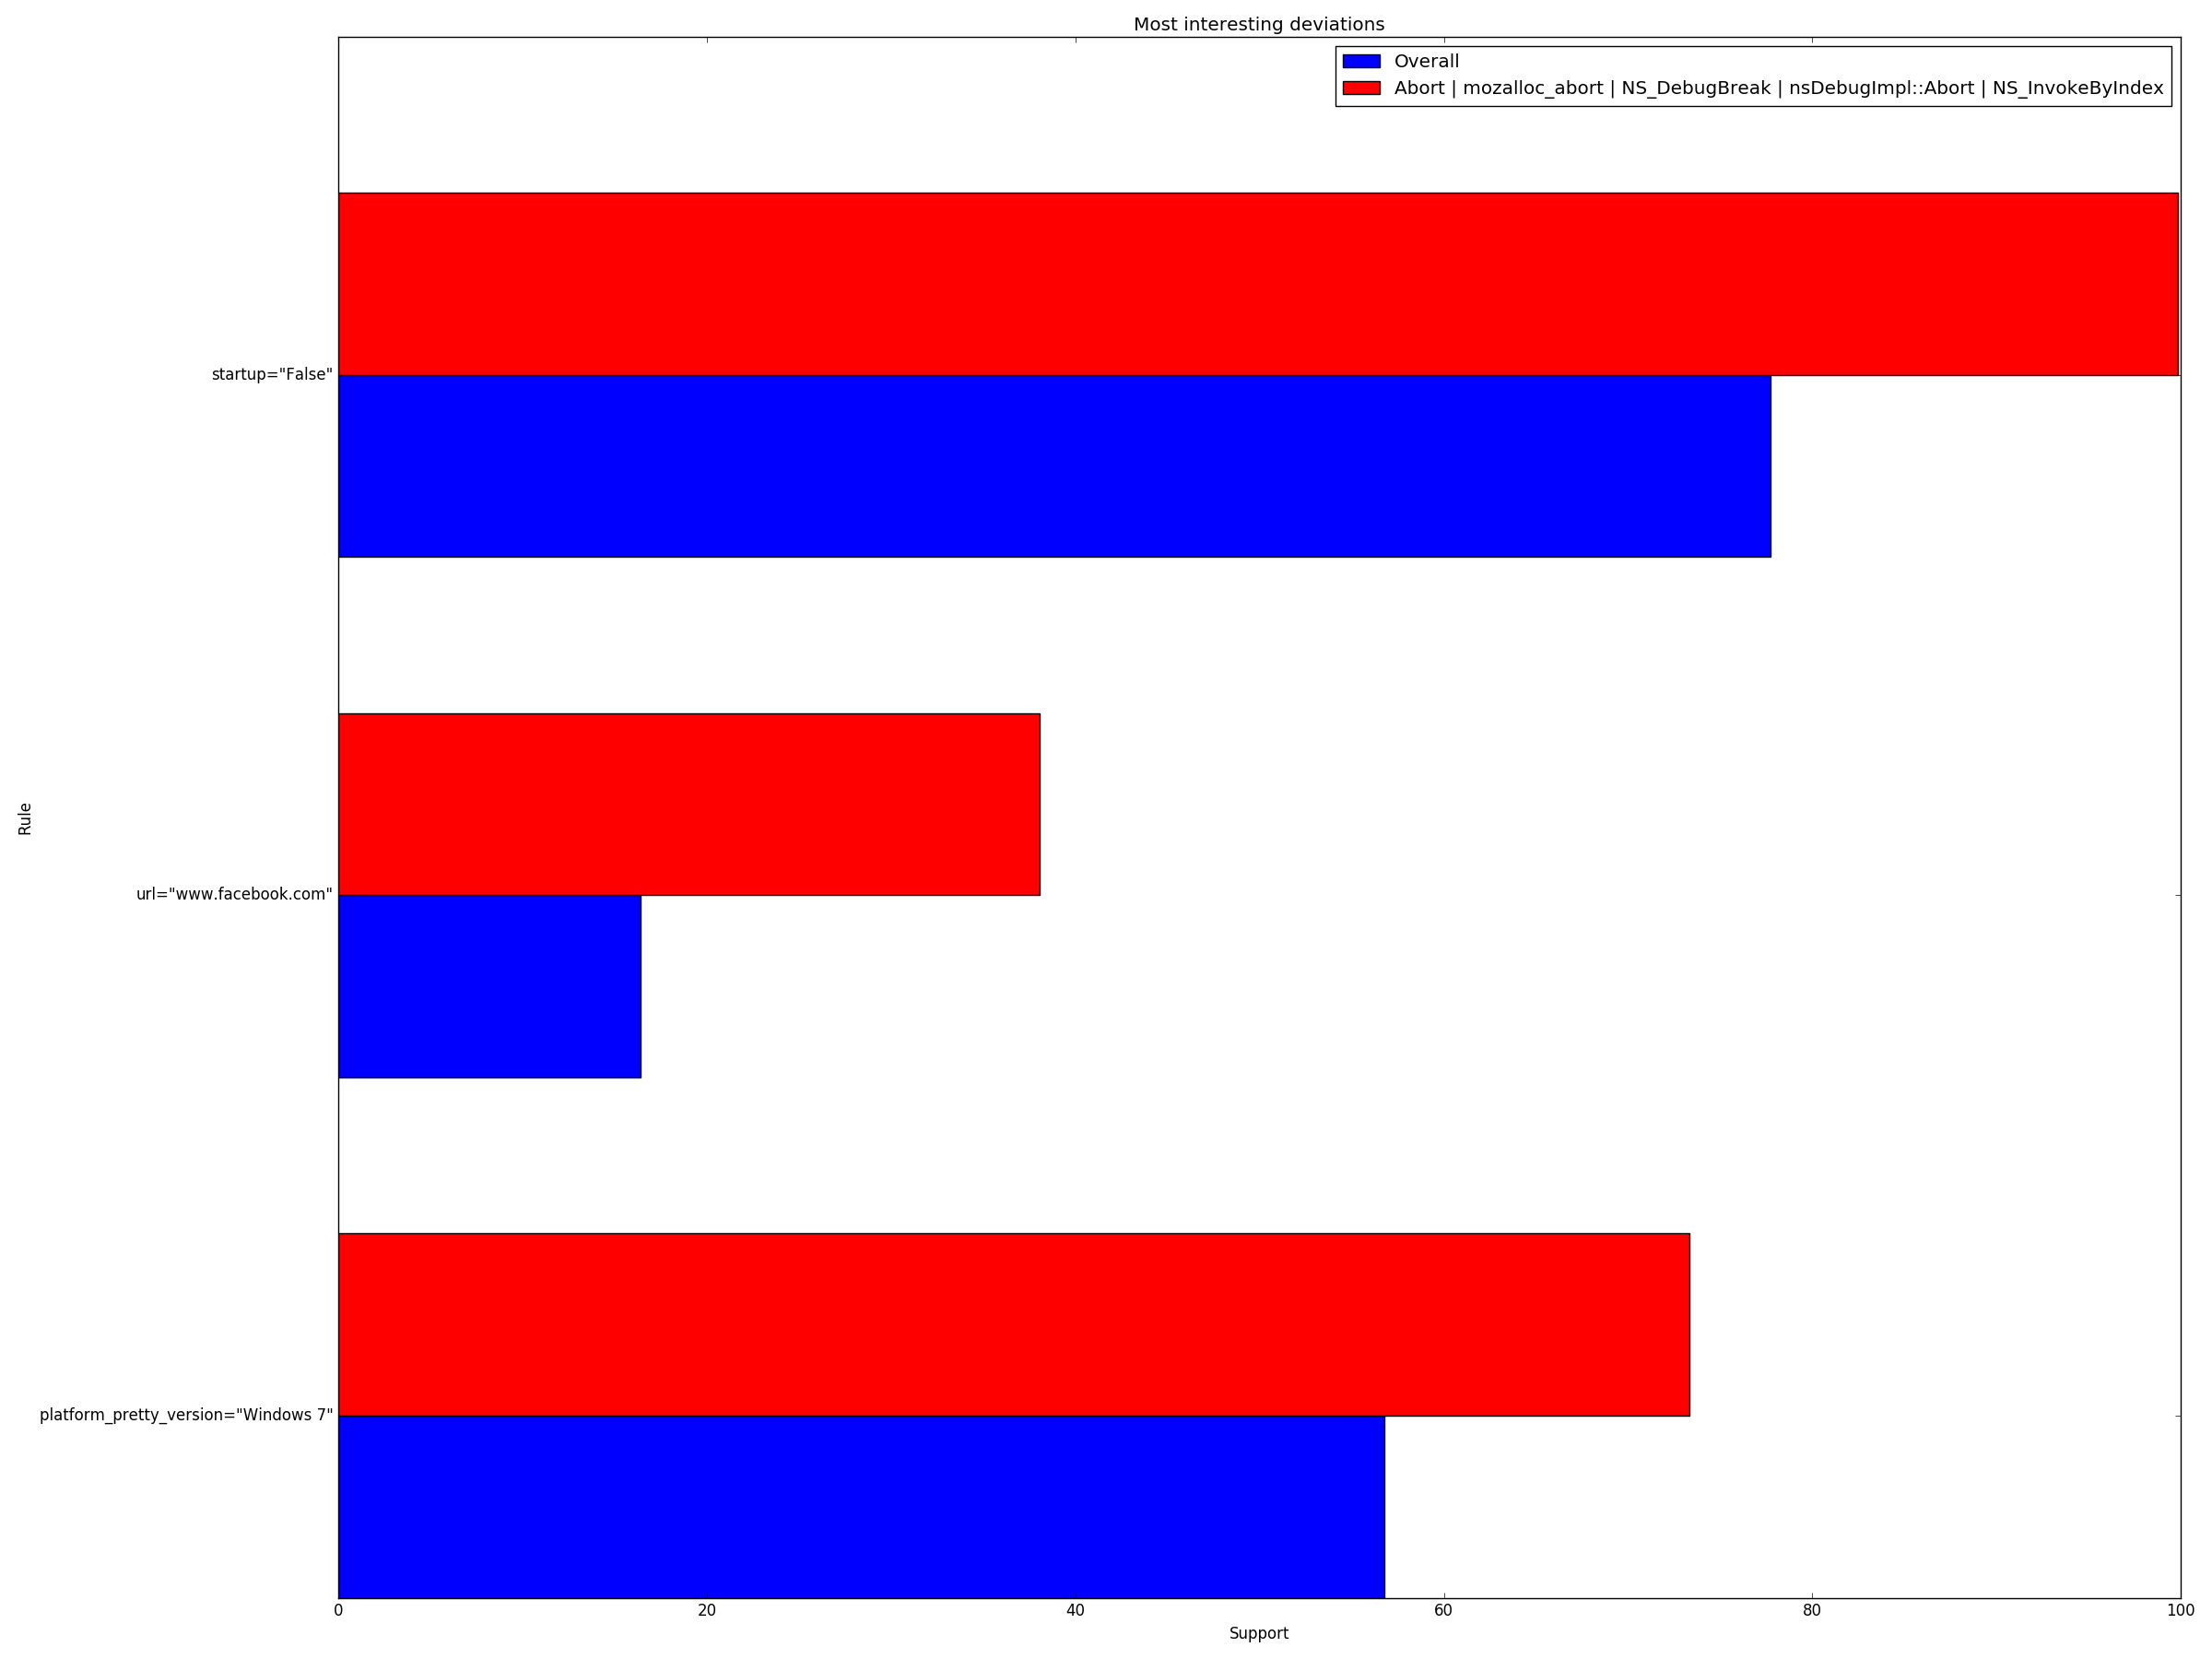 Most interesting deviations
Overall
Abort | mozalloc_abort | NS_DebugBreak | nsDebugImpl::Abort | NS_InvokeByIndex
startup="False"
url="www.facebook.com"
Rule
platform_pretty_version="Windows 7"
0 20 40 60 80 100
Support